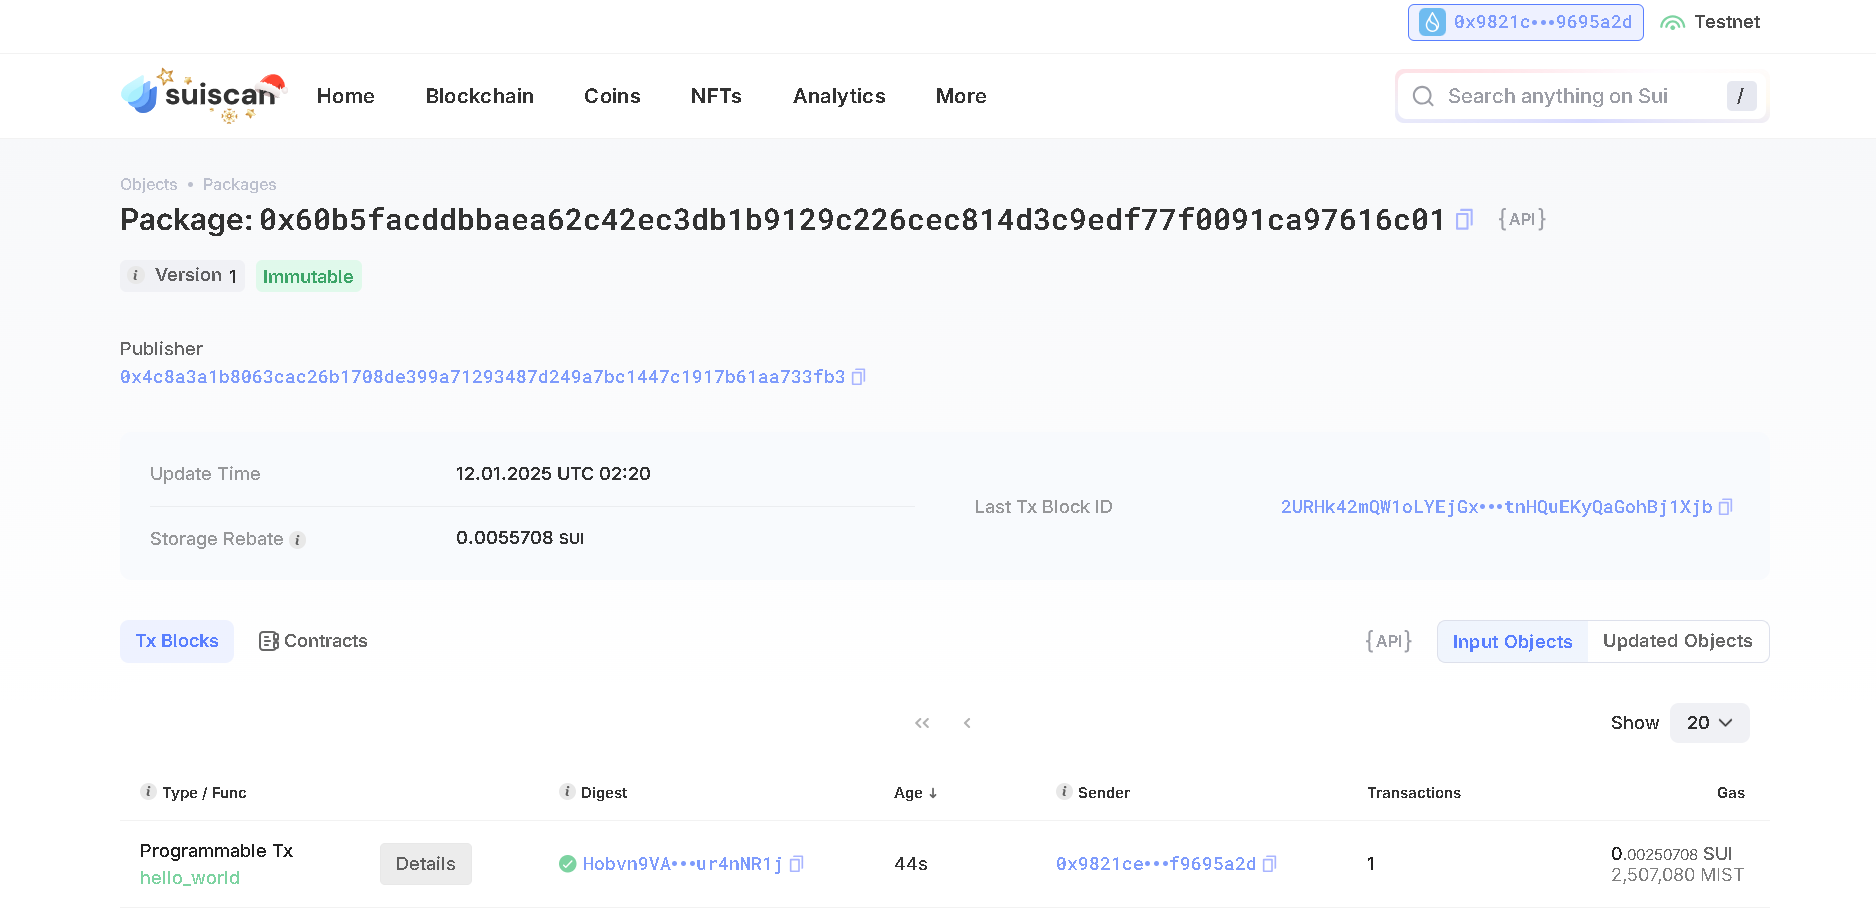 0x9821c•••9695a2d Testnet
suiscan Home Blockchain Coins NFTs Analytics More Search anything on Sui /
Objects • Packages
Package: 0x60b5facddbbaea62c42ec3db1b9129c226cec814d3c9edf77f0091ca97616c01 {API}
i Version 1 Immutable
Publisher
0x4c8a3a1b8063cac26b1708de399a71293487d249a7bc1447c1917b61aa733fb3
Update Time 12.01.2025 UTC 02:20
Last Tx Block ID 2URHk42mQW1oLYEjGx•••tnHQuEKyQaGohBj1Xjb
Storage Rebate i 0.0055708 SUI
Tx Blocks Contracts {API} Input Objects Updated Objects
Show 20
i Type / Func i Digest Age ↓ i Sender Transactions Gas
Programmable Tx
hello_world
Details Hobvn9VA•••ur4nNR1j 44s 0x9821ce•••f9695a2d 1
0.00250708 SUI
2,507,080 MIST